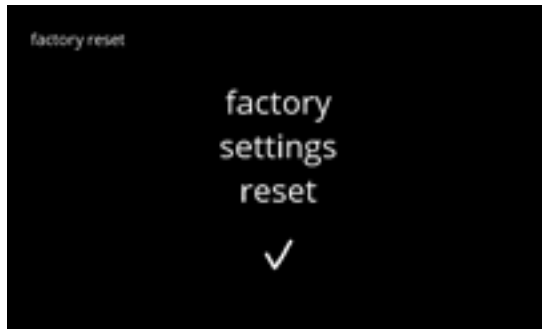 factory reset
factory
settings
reset
✓